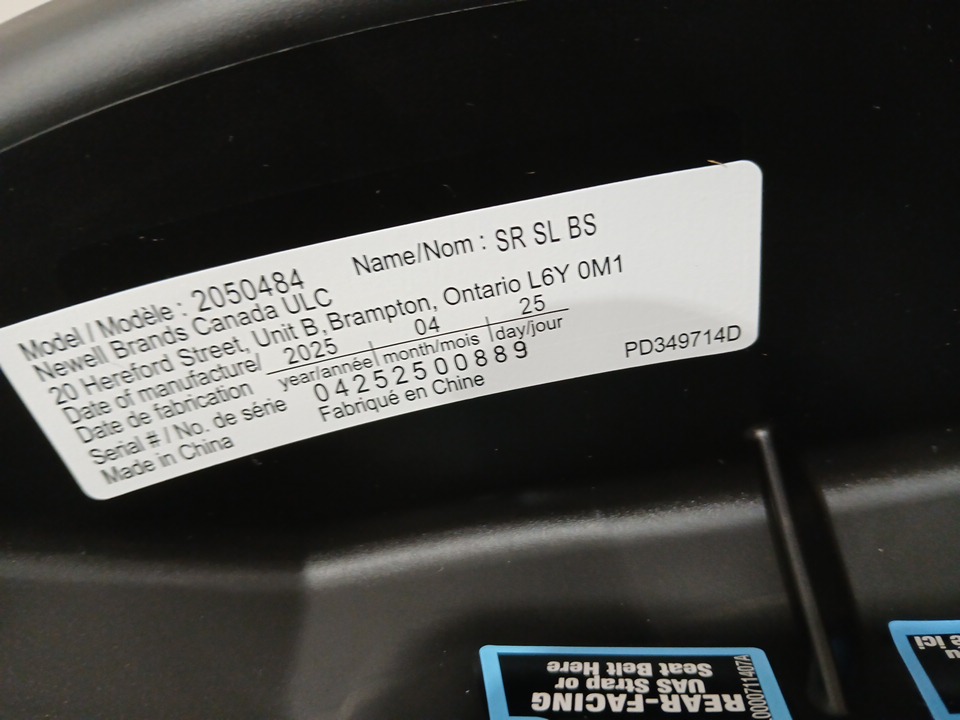 Model / Modèle : 2050484 Name/Nom : SR SL BS
Newell Brands Canada ULC
20 Hereford Street, Unit B, Brampton, Ontario L6Y 0M1
Date of manufacture/ 2025 | 04 | 25
Date de fabrication year/année | month/mois | day/jour
Serial # / No. de série 04252500889
Made in China Fabriqué en Chine
PD349714D
REAR-FACING
UAS Strap or
Seat Belt Here
ici